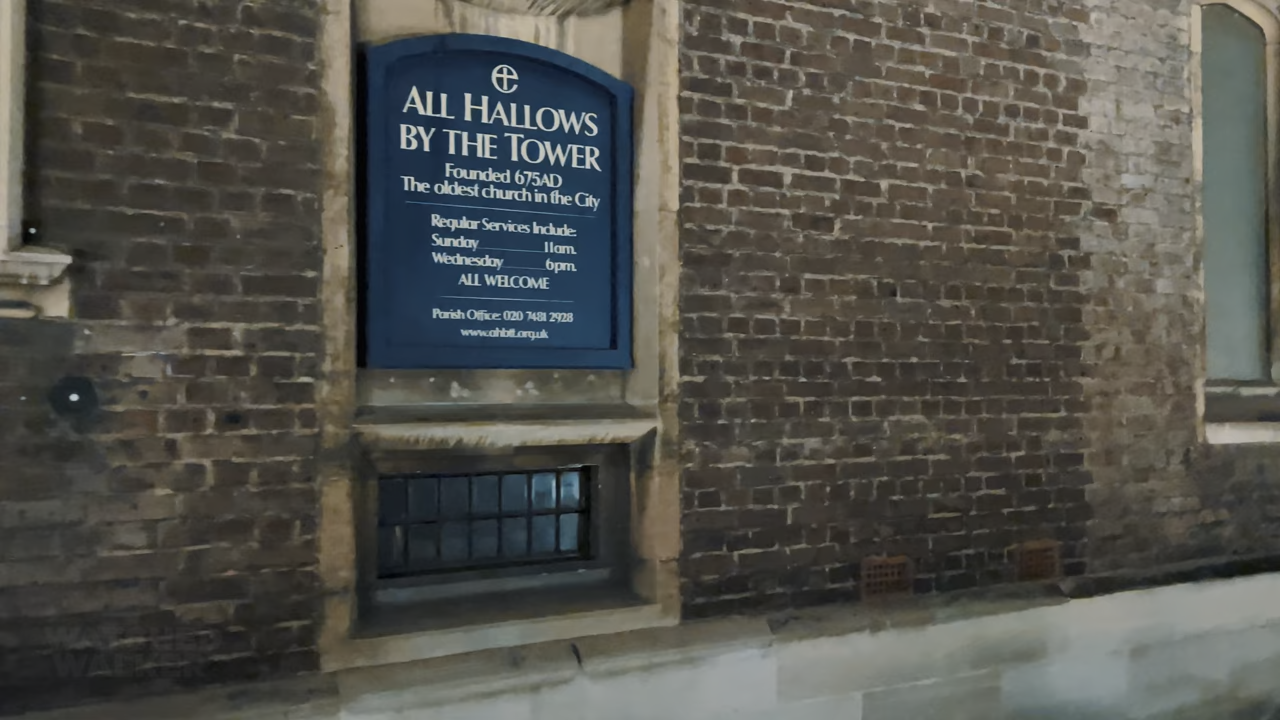 ALL HALLOWS
BY THE TOWER
Founded 675AD
The oldest church in the City
Regular Services Include:
Sunday 11am.
Wednesday 6pm.
ALL WELCOME
Parish Office: 020 7481 2928
www.ahbtt.org.uk
WALKER